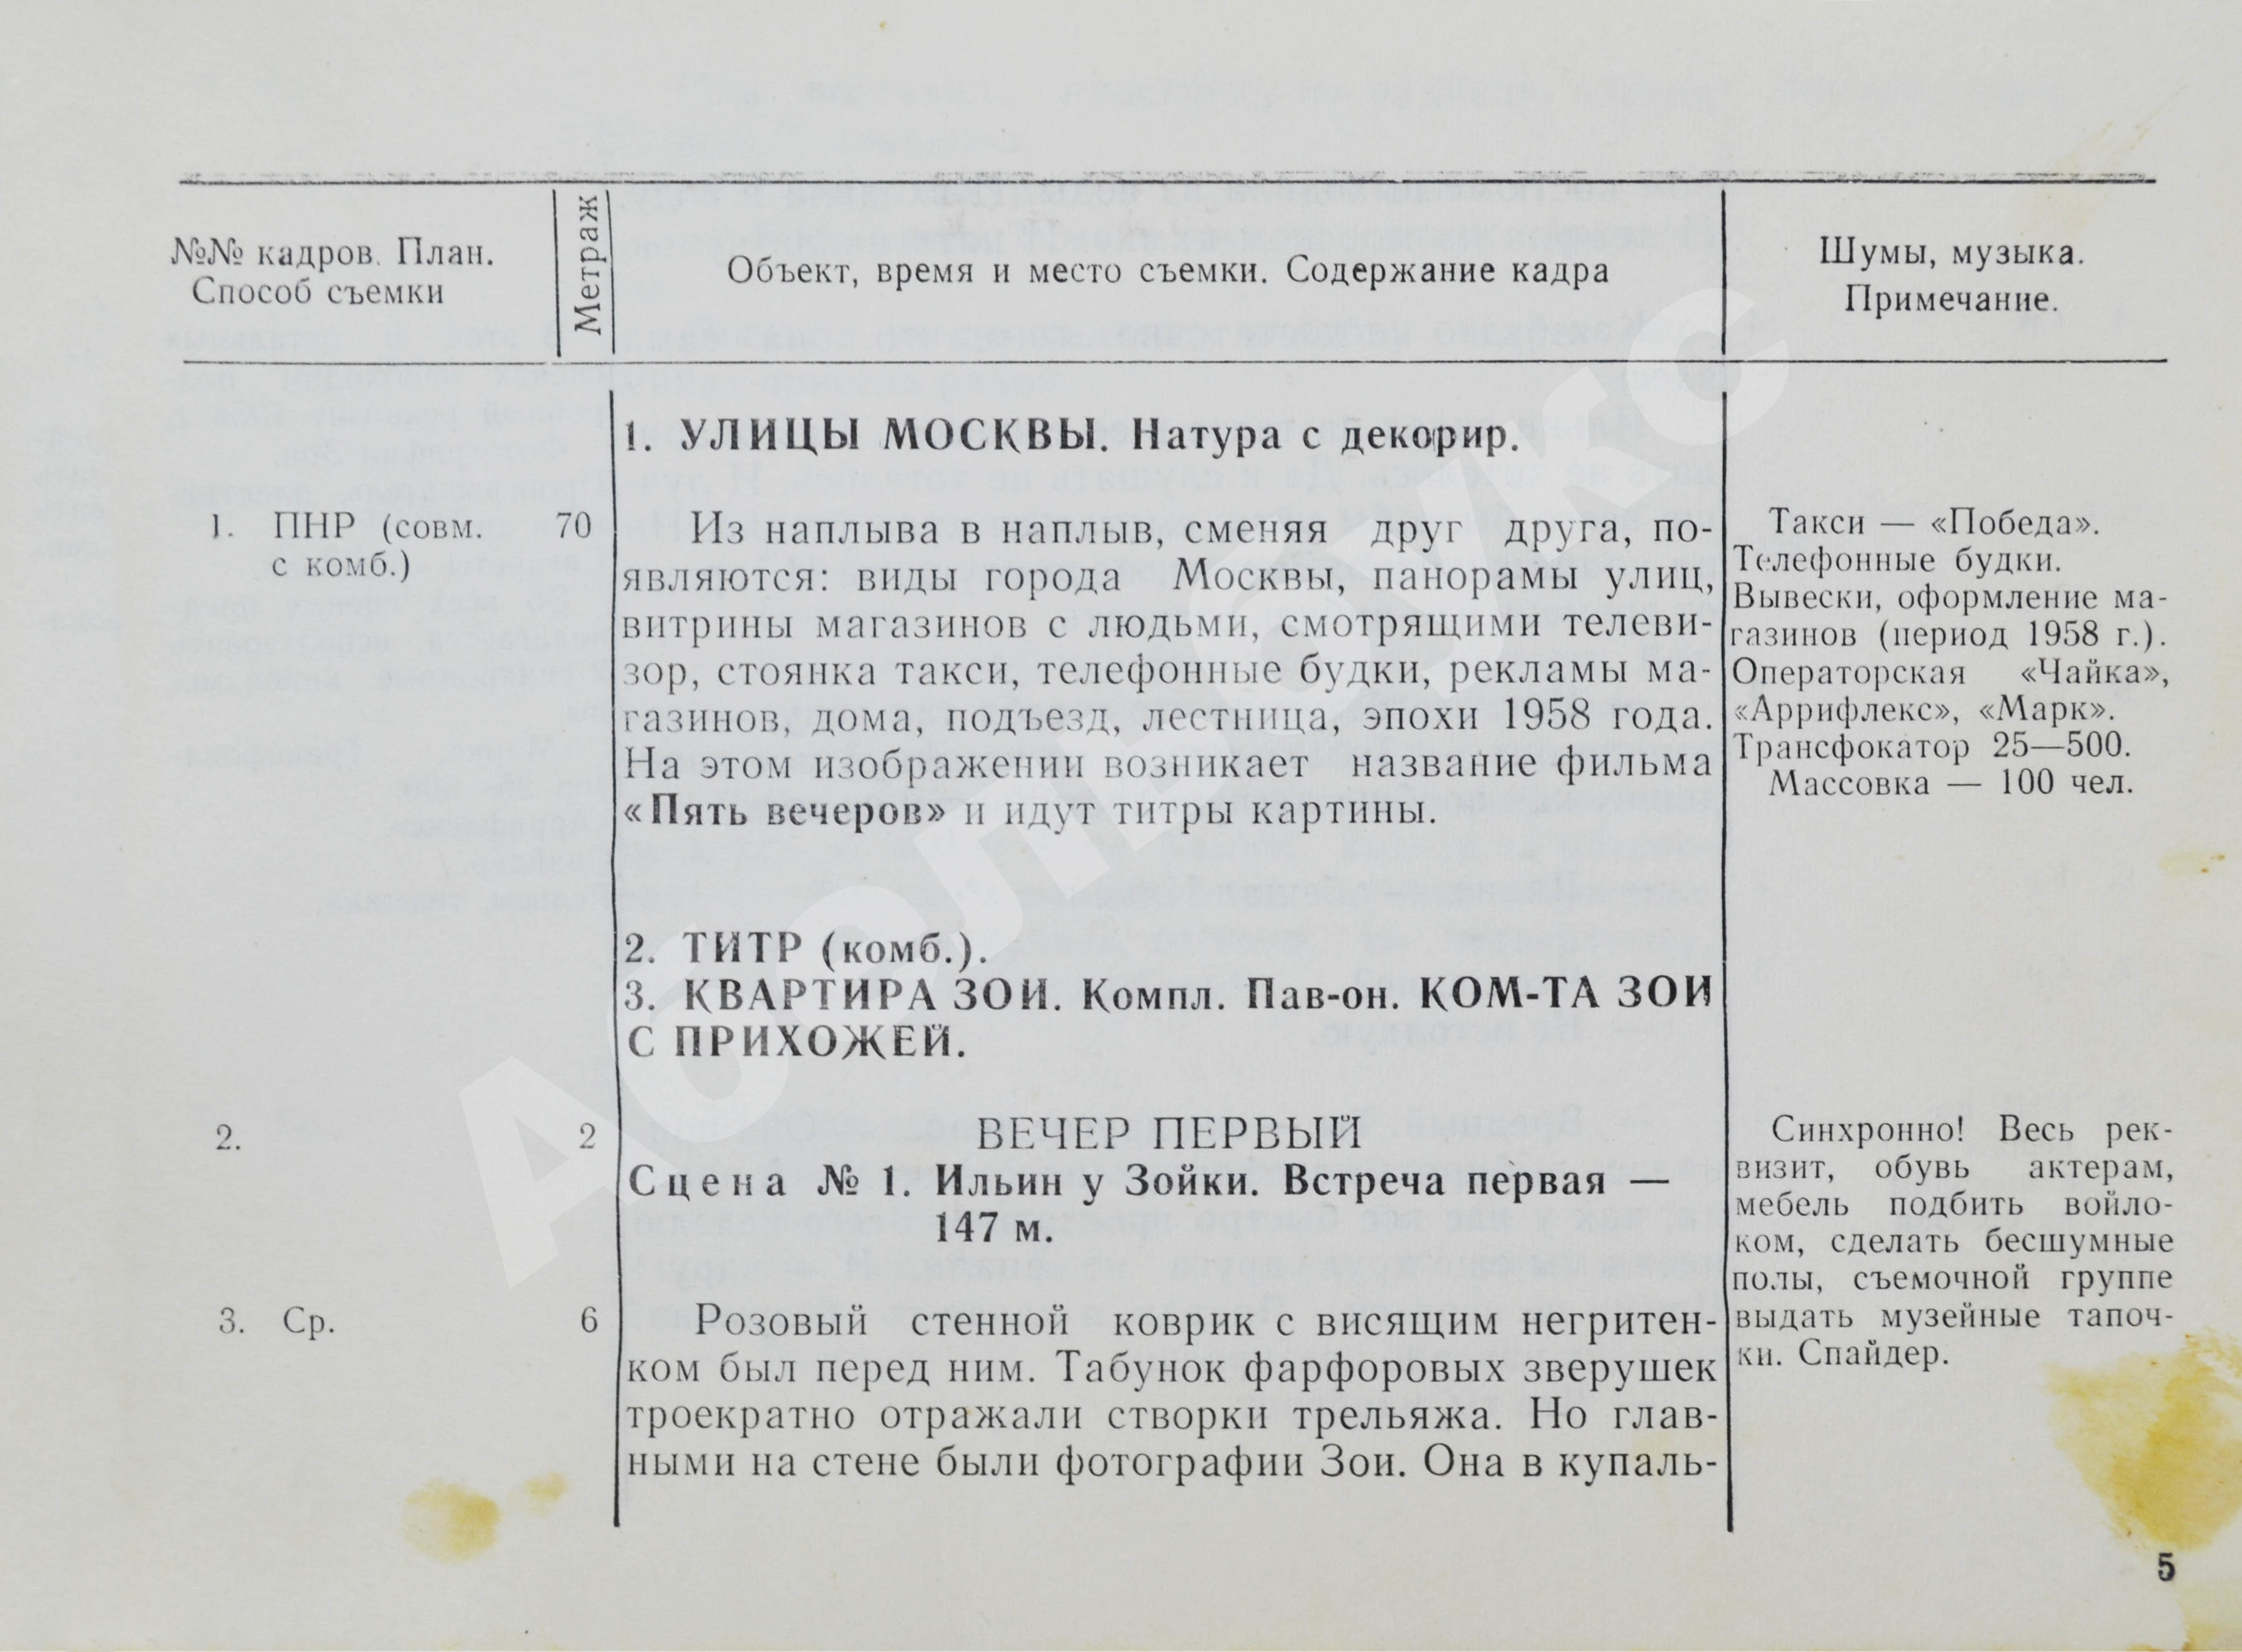 №№ кадров. План.
Способ съемки
Метраж
Объект, время и место съемки. Содержание кадра
Шумы, музыка.
Примечание.
1. УЛИЦЫ МОСКВЫ. Натура с декорир.
1. ПНР (совм.
с комб.)
70
Из наплыва в наплыв, сменяя друг друга, по-
являются: виды города Москвы, панорамы улиц,
витрины магазинов с людьми, смотрящими телеви-
зор, стоянка такси, телефонные будки, рекламы ма-
газинов, дома, подъезд, лестница, эпохи 1958 года.
На этом изображении возникает название фильма
«Пять вечеров» и идут титры картины.
Такси — «Победа».
Телефонные будки.
Вывески, оформление ма-
газинов (период 1958 г.).
Операторская «Чайка»,
«Аррифлекс», «Марк».
Трансфокатор 25—500.
Массовка — 100 чел.
2. ТИТР (комб.).
3. КВАРТИРА ЗОИ. Компл. Пав-он. КОМ-ТА ЗОИ
С ПРИХОЖЕЙ.
2.
2
ВЕЧЕР ПЕРВЫЙ
Сцена № 1. Ильин у Зойки. Встреча первая —
147 м.
3. Ср.
6
Розовый стенной коврик с висящим негритен-
ком был перед ним. Табунок фарфоровых зверушек
троекратно отражали створки трельяжа. Но глав-
ными на стене были фотографии Зои. Она в купаль-
Синхронно! Весь рек-
визит, обувь актерам,
мебель подбить войло-
ком, сделать бесшумные
полы, съемочной группе
выдать музейные тапоч-
ки. Спайдер.
5
АбелБукс